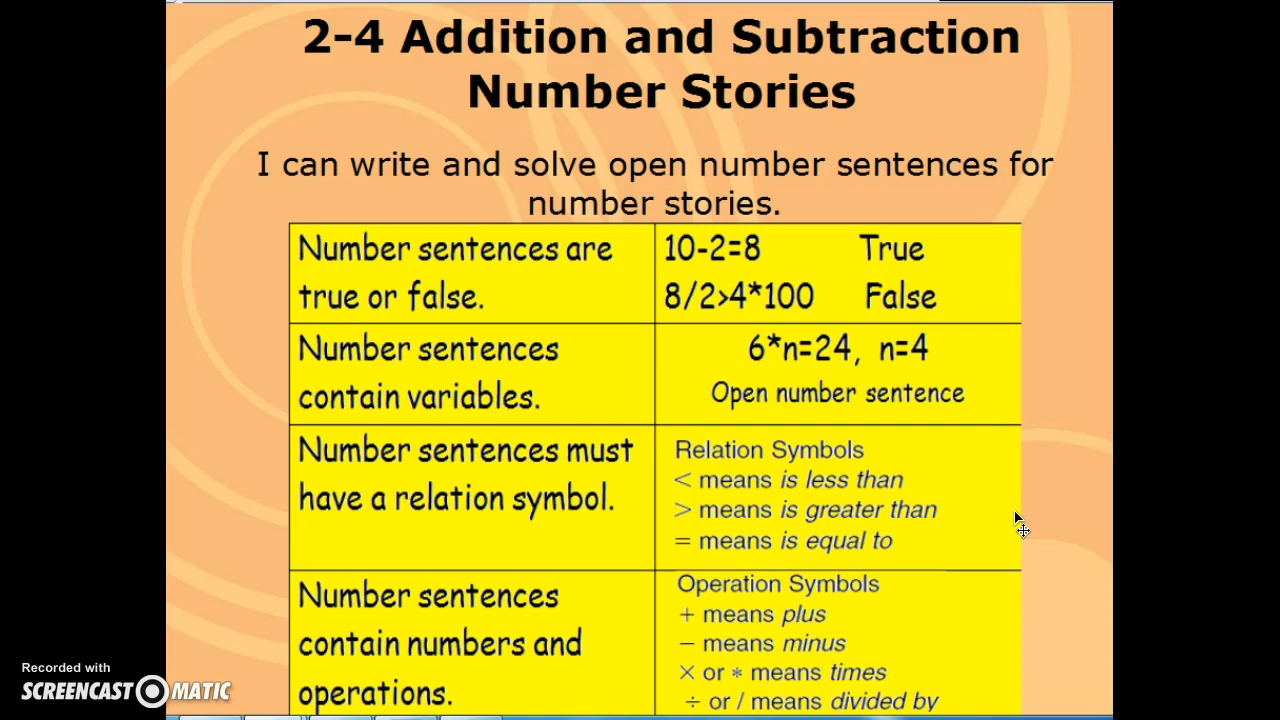 2-4 Addition and Subtraction
Number Stories
I can write and solve open number sentences for
number stories.
Number sentences are
true or false.
10-2=8 True
8/2>4*100 False
Number sentences
contain variables.
6*n=24, n=4
Open number sentence
Number sentences must
have a relation symbol.
Relation Symbols
< means is less than
> means is greater than
= means is equal to
Number sentences
contain numbers and
operations.
Operation Symbols
+ means plus
− means minus
× or * means times
÷ or / means divided by
Recorded with
SCREENCAST O MATIC